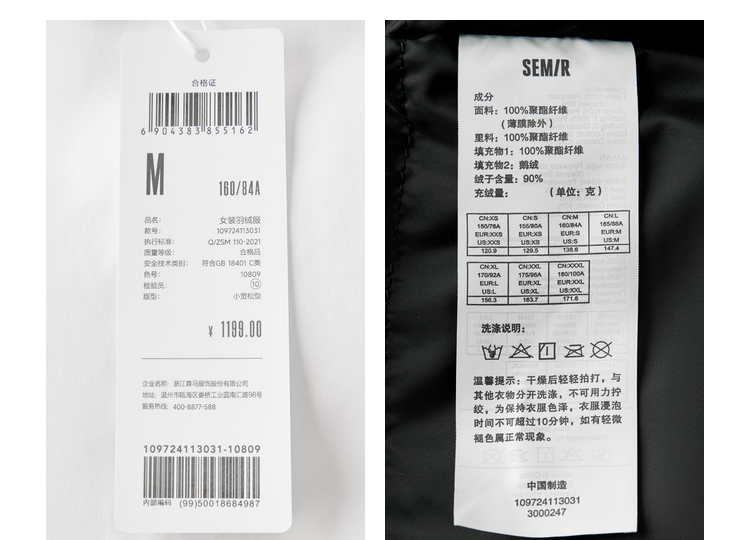 合格证
6 904383 855162
M
160/84A
品名: 女装羽绒服
款号: 109724113031
执行标准: Q/ZSM 110-2021
质量等级: 合格品
安全技术类别: 符合GB 18401 C类
色号: 10809
检验员: 10
版型: 小宽松型
¥ 1199.00
企业名称: 浙江森马服饰股份有限公司
地址: 温州市瓯海区娄桥工业园南汇路98号
服务热线: 400-8877-588
109724113031-10809
内部编码 (99)50018684987
SEM/R
成分
面料: 100%聚酯纤维
(薄膜除外)
里料: 100%聚酯纤维
填充物1: 100%聚酯纤维
填充物2: 鹅绒
绒子含量: 90%
充绒量: (单位: 克)
CN:XS CN:S CN:M CN:L
150/76A 155/80A 160/84A 165/88A
EUR:XXS EUR:XS EUR:S EUR:M
US:XXS US:XS US:S US:M
120.9 129.5 138.6 147.4
CN:XL CN:XXL CN:XXXL
170/92A 175/96A 180/100A
EUR:L EUR:XL EUR:XXL
US:L US:XL US:XXL
156.3 163.7 171.6
洗涤说明:
温馨提示: 干燥后轻轻拍打, 与
其他衣物分开洗涤, 不可用力拧
绞, 为保持衣服色泽, 衣服浸泡
时间不可超过10分钟, 如有轻微
褪色属正常现象。
中国制造
109724113031
3000247